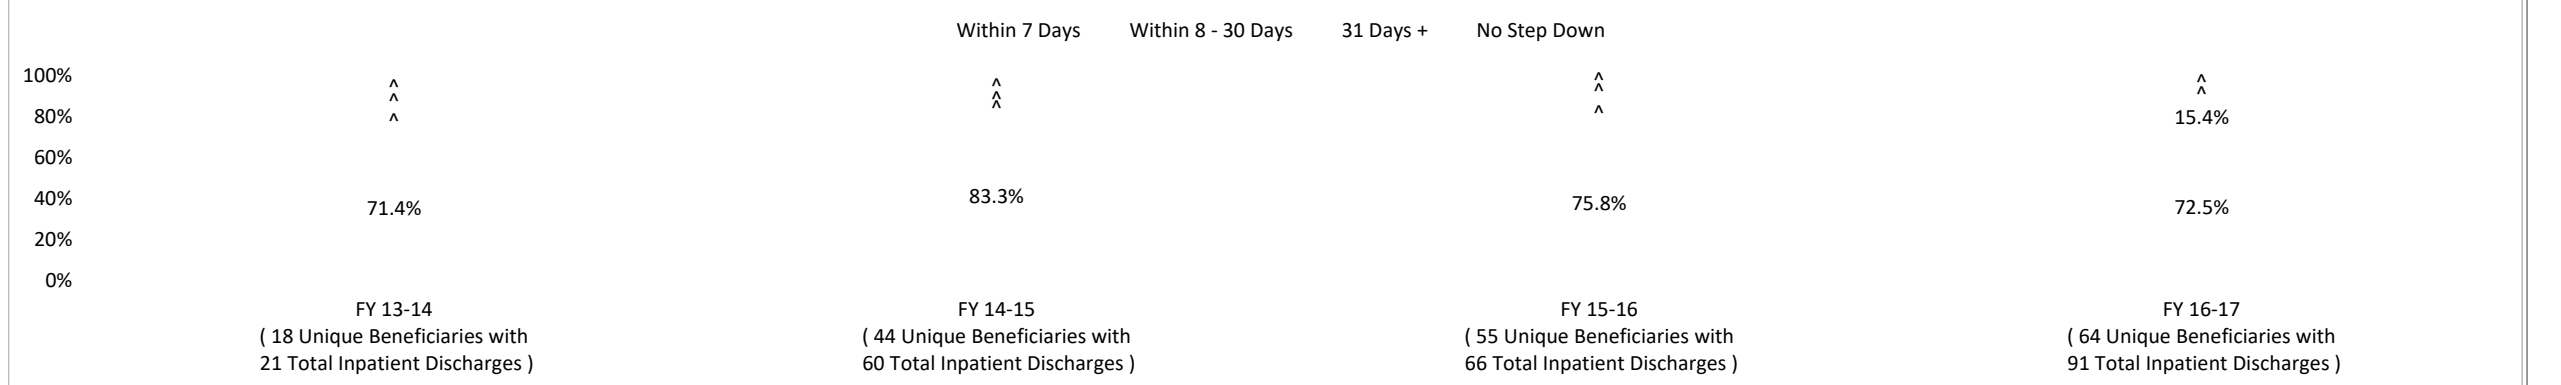 Within 7 Days Within 8 - 30 Days 31 Days + No Step Down
100%
80%
60%
40%
20%
0%
^ ^ ^ ^
^ ^ ^ ^
^ ^ ^ 15.4%
71.4% 83.3% 75.8% 72.5%
FY 13-14
( 18 Unique Beneficiaries with
21 Total Inpatient Discharges )
FY 14-15
( 44 Unique Beneficiaries with
60 Total Inpatient Discharges )
FY 15-16
( 55 Unique Beneficiaries with
66 Total Inpatient Discharges )
FY 16-17
( 64 Unique Beneficiaries with
91 Total Inpatient Discharges )